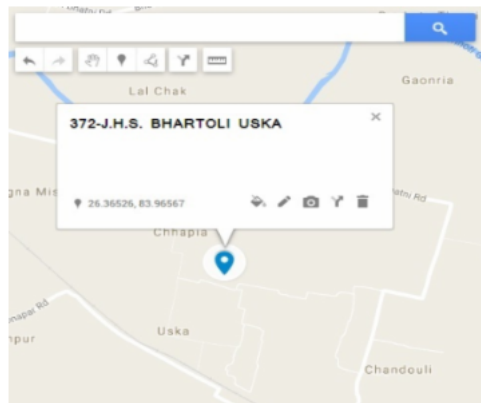 Lal Chak
Gaonria
372-J.H.S. BHARTOLI USKA
26.36526, 83.96567
Chhapia
Uska
Chandouli